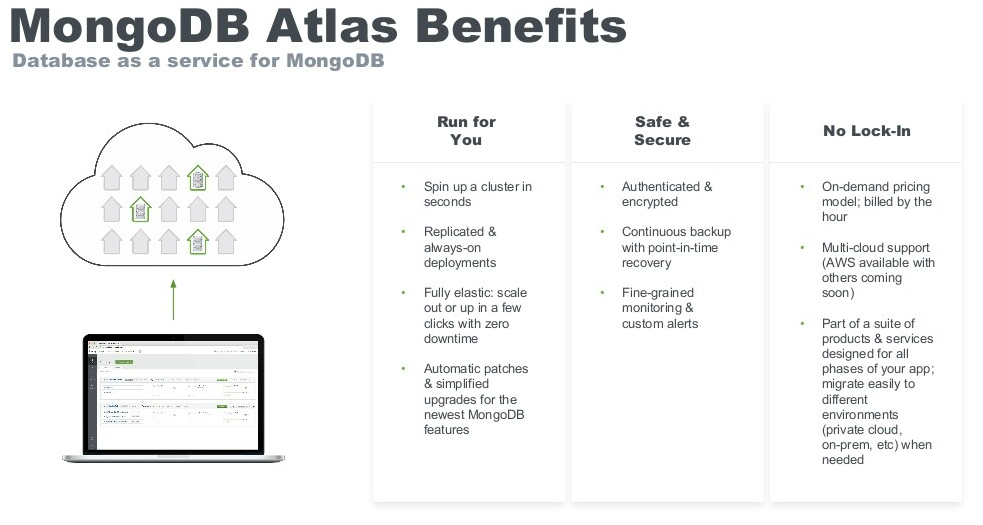 MongoDB Atlas Benefits
Database as a service for MongoDB
Run for
You
• Spin up a cluster in
seconds
• Replicated &
always-on
deployments
• Fully elastic: scale
out or up in a few
clicks with zero
downtime
• Automatic patches
& simplified
upgrades for the
newest MongoDB
features
Safe &
Secure
• Authenticated &
encrypted
• Continuous backup
with point-in-time
recovery
• Fine-grained
monitoring &
custom alerts
No Lock-In
• On-demand pricing
model; billed by the
hour
• Multi-cloud support
(AWS available with
others coming
soon)
• Part of a suite of
products & services
designed for all
phases of your app;
migrate easily to
different
environments
(private cloud,
on-prem, etc) when
needed